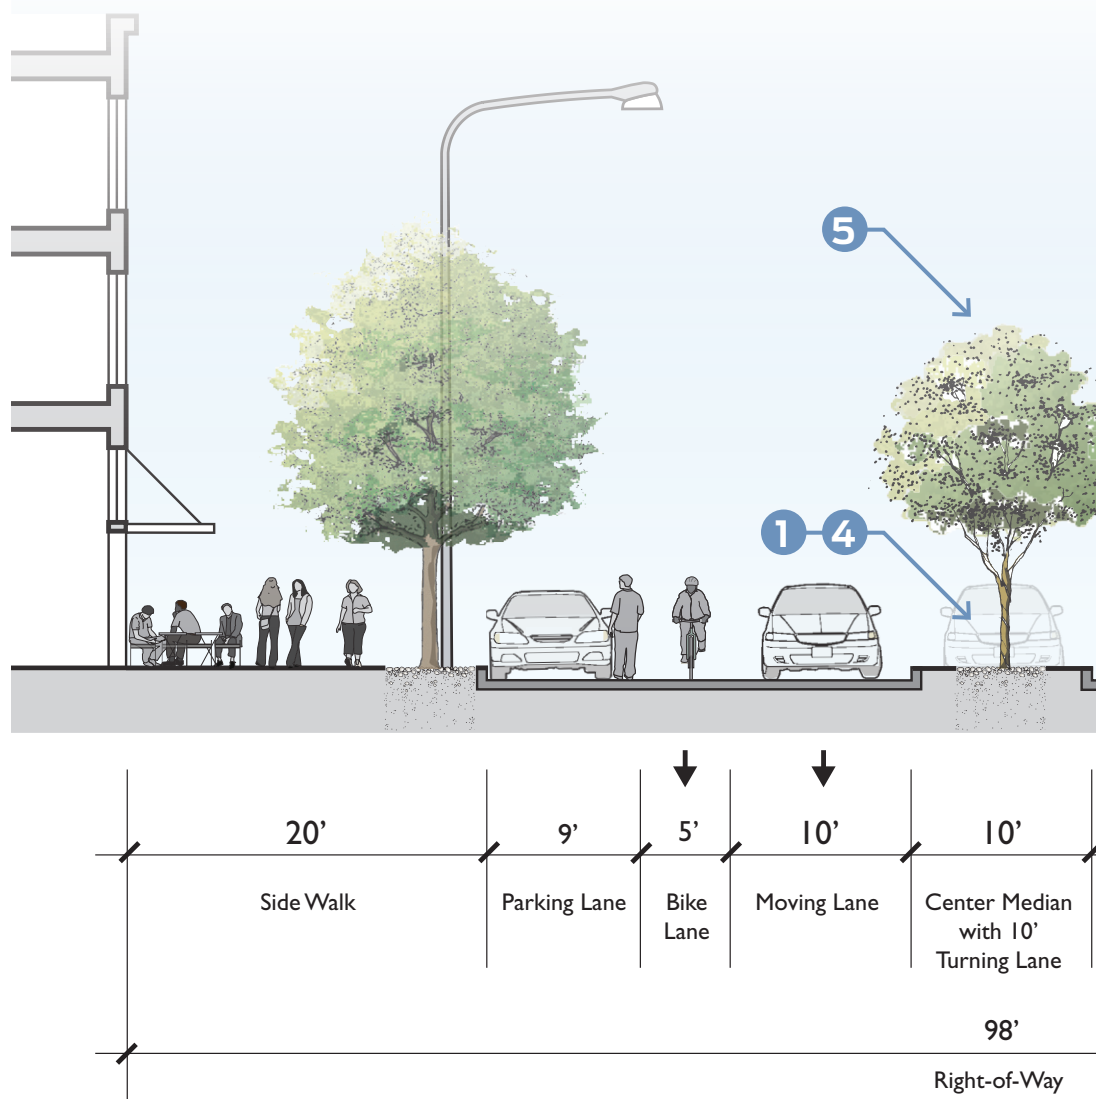 5
1 4
20’ 9’ 5’ 10’ 10’
Side Walk
Parking Lane
Bike
Lane
Moving Lane
Center Median
with 10’
Turning Lane
98’
Right-of-Way